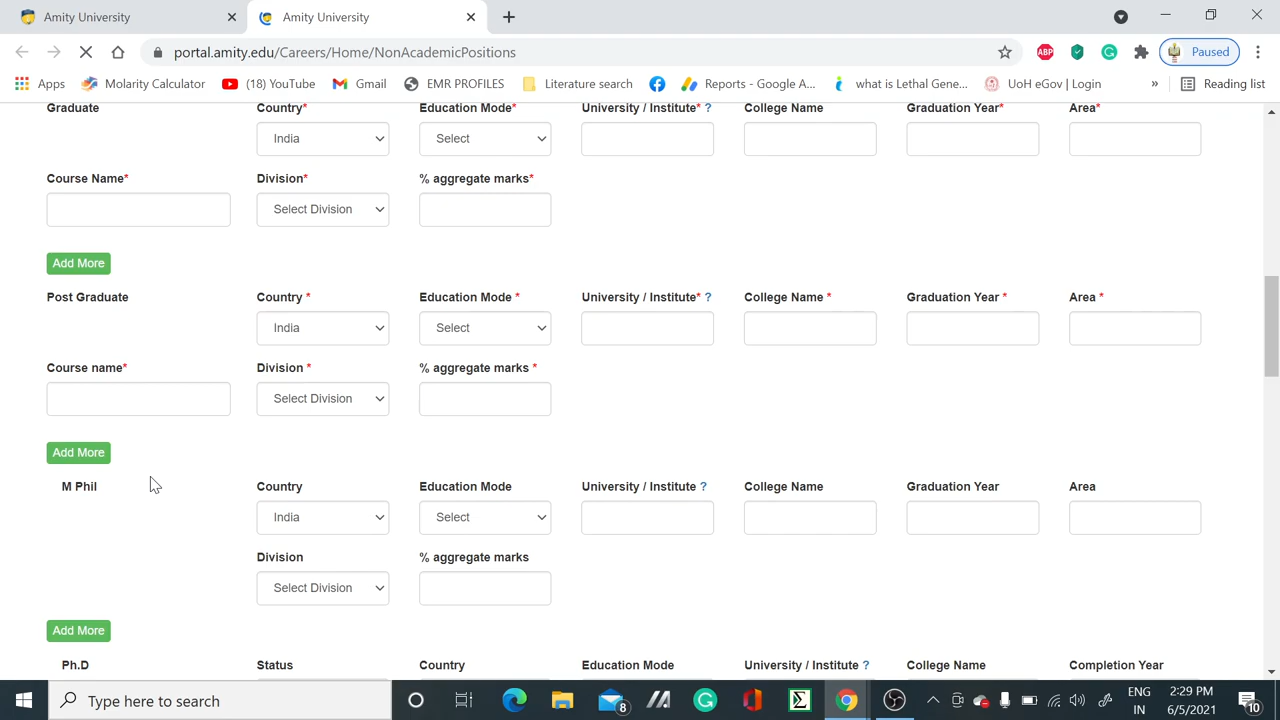 Amity University
Amity University
portal.amity.edu/Careers/Home/NonAcademicPositions
ABP
Paused
Apps
Molarity Calculator
(18) YouTube
Gmail
EMR PROFILES
Literature search
Reports - Google A...
what is Lethal Gene...
UoH eGov | Login
»
Reading list
Graduate Country* Education Mode* University / Institute* ? College Name Graduation Year* Area*
India Select
Course Name* Division* % aggregate marks*
Select Division
Add More
Post Graduate Country * Education Mode * University / Institute* ? College Name * Graduation Year * Area *
India Select
Course name* Division * % aggregate marks *
Select Division
Add More
M Phil Country Education Mode University / Institute ? College Name Graduation Year Area
India Select
Division % aggregate marks
Select Division
Add More
Ph.D Status Country Education Mode University / Institute ? College Name Completion Year
Type here to search
8
ENG
IN
2:29 PM
6/5/2021
10